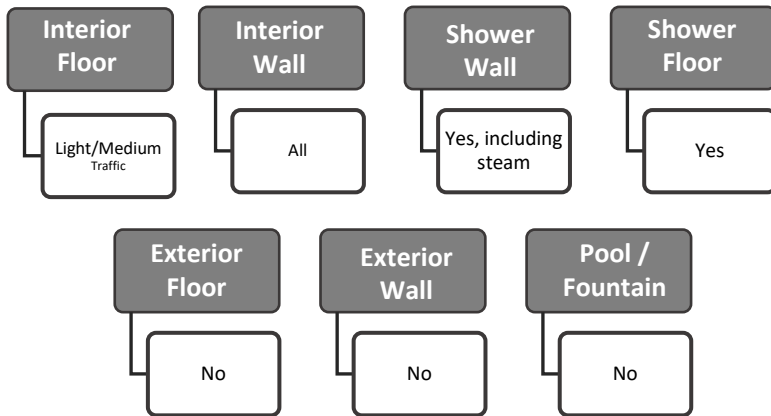 Interior
Floor
Light/Medium
Traffic
Interior
Wall
All
Shower
Wall
Yes, including
steam
Shower
Floor
Yes
Exterior
Floor
No
Exterior
Wall
No
Pool /
Fountain
No